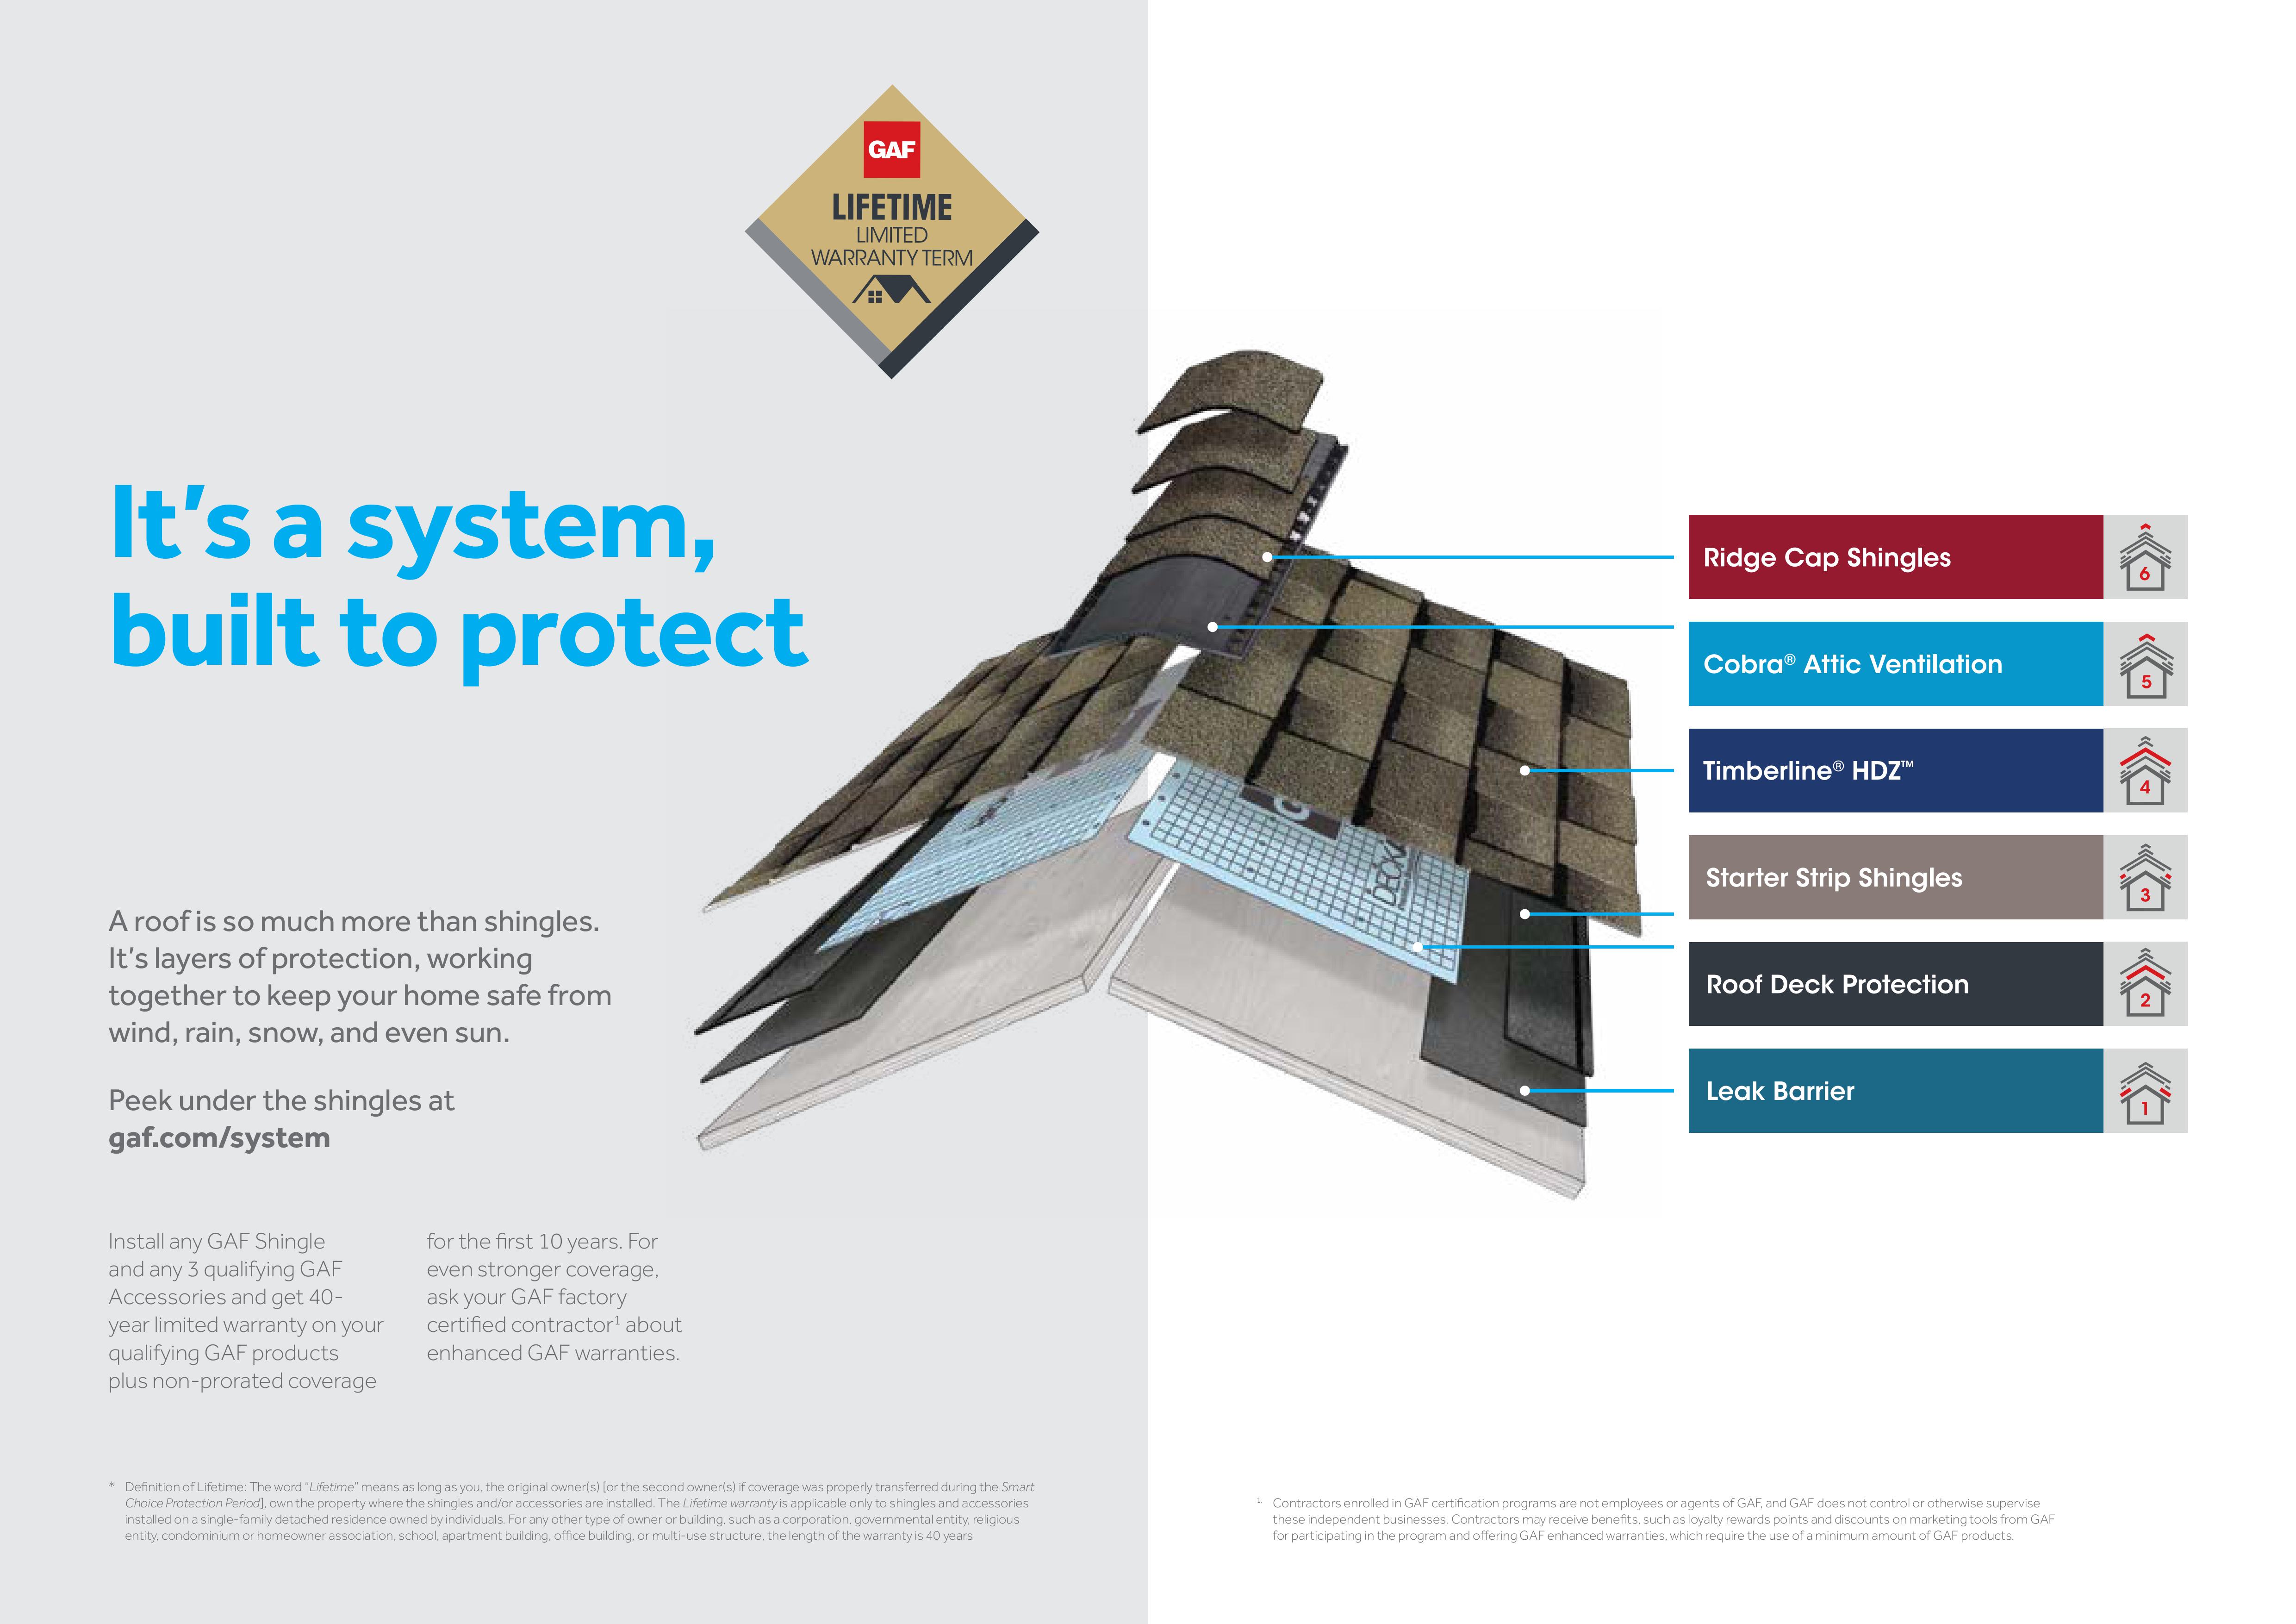 GAF
LIFETIME
LIMITED
WARRANTY TERM
It's a system,
built to protect
A roof is so much more than shingles.
It's layers of protection, working
together to keep your home safe from
wind, rain, snow, and even sun.
Peek under the shingles at
gaf.com/system
Install any GAF Shingle
and any 3 qualifying GAF
Accessories and get 40-
year limited warranty on your
qualifying GAF products
plus non-prorated coverage
for the first 10 years. For
even stronger coverage,
ask your GAF factory
certified contractor¹ about
enhanced GAF warranties.
Ridge Cap Shingles
6
Cobra® Attic Ventilation
5
Timberline® HDZ™
4
Starter Strip Shingles
3
Roof Deck Protection
2
Leak Barrier
1
* Definition of Lifetime: The word "Lifetime" means as long as you, the original owner(s) [or the second owner(s) if coverage was properly transferred during the Smart
Choice Protection Period], own the property where the shingles and/or accessories are installed. The Lifetime warranty is applicable only to shingles and accessories
installed on a single-family detached residence owned by individuals. For any other type of owner or building, such as a corporation, governmental entity, religious
entity, condominium or homeowner association, school, apartment building, office building, or multi-use structure, the length of the warranty is 40 years
1. Contractors enrolled in GAF certification programs are not employees or agents of GAF, and GAF does not control or otherwise supervise
these independent businesses. Contractors may receive benefits, such as loyalty rewards points and discounts on marketing tools from GAF
for participating in the program and offering GAF enhanced warranties, which require the use of a minimum amount of GAF products.